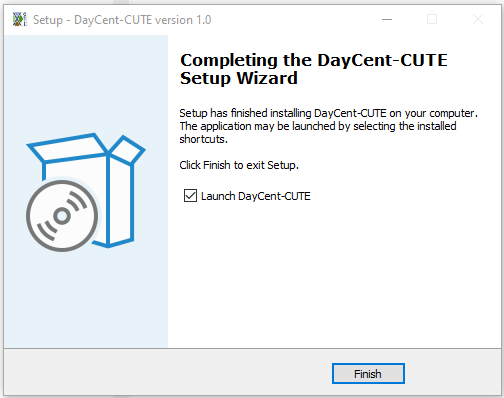 Setup - DayCent-CUTE version 1.0
Completing the DayCent-CUTE
Setup Wizard
Setup has finished installing DayCent-CUTE on your computer.
The application may be launched by selecting the installed
shortcuts.
Click Finish to exit Setup.
Launch DayCent-CUTE
Finish